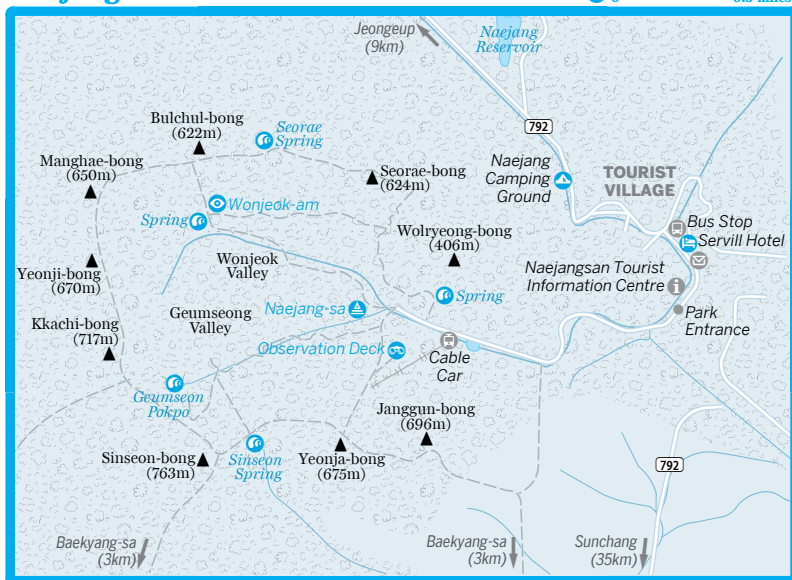 Jeongeup
(9km)
Naejang
Reservoir
792
Bulchul-bong
(622m)
Seorae
Spring
Manghae-bong
(650m)
Seorae-bong
(624m)
Naejang
Camping
Ground
TOURIST
VILLAGE
Wonjeok-am
Spring
Bus Stop
Servill Hotel
Wolryeong-bong
(406m)
Wonjeok
Valley
Yeonji-bong
(670m)
Naejangsan Tourist
Information Centre
Spring
Naejang-sa
Geumseong
Valley
Park
Entrance
Kkachi-bong
(717m)
Observation Deck
Cable
Car
Geumseon
Pokpo
Janggun-bong
(696m)
Sinseon-bong
(763m)
Sinseon
Spring
Yeonja-bong
(675m)
792
Baekyang-sa
(3km)
Baekyang-sa
(3km)
Sunchang
(35km)